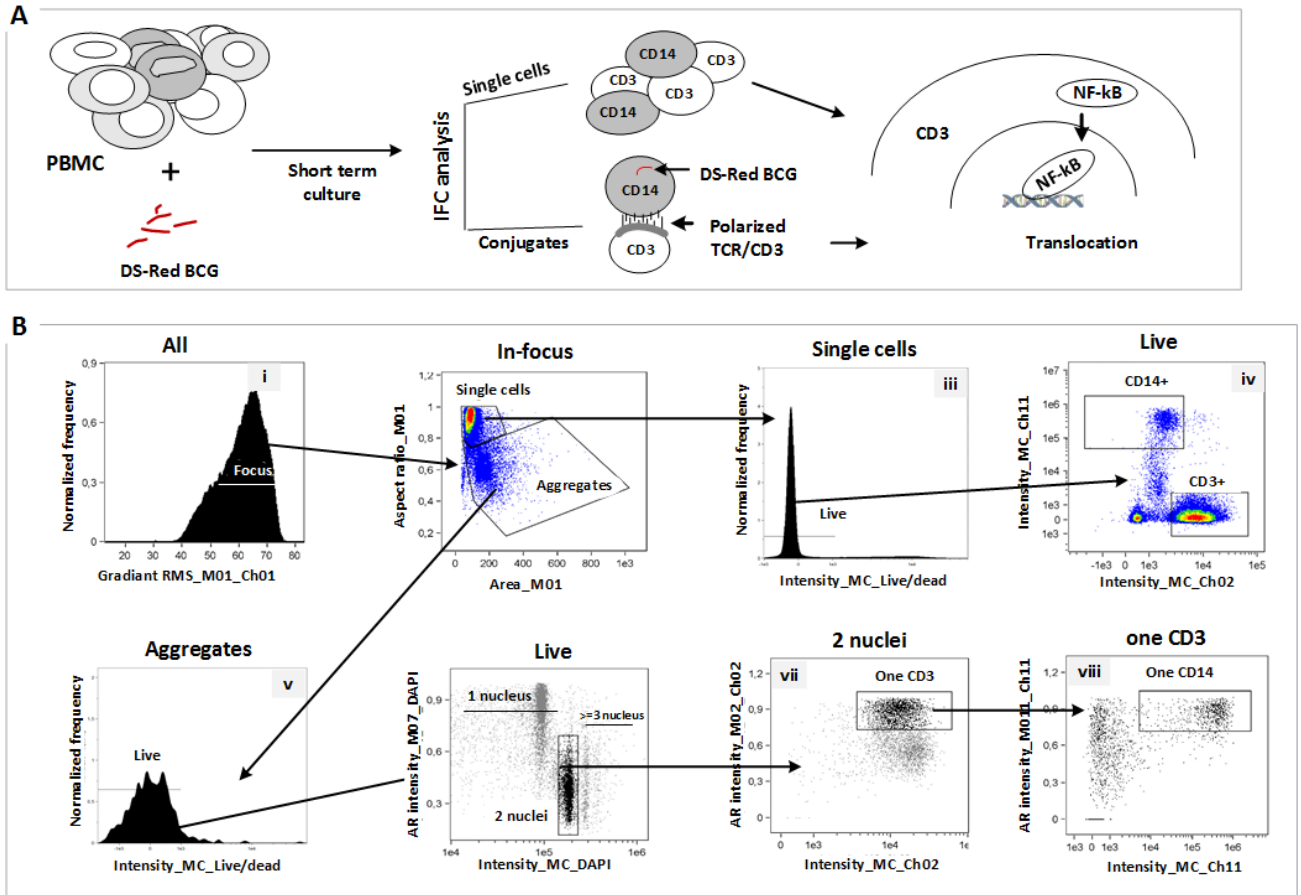 A
PBMC
+
DS-Red BCG
Short term
culture
IFC analysis
Single cells
Conjugates
CD14
CD3
CD3
CD3
CD14
CD14
DS-Red BCG
CD3
Polarized
TCR/CD3
CD3
NF-kB
NF-kB
Translocation
B
All
i
Normalized frequency
0,9
0,6
0,3
0
Focus
20 30 40 50 60 70 80
Gradiant RMS_M01_Ch01
In-focus
Aspect ratio_M01
1,2
1
0,8
0,6
0,4
0,2
Single cells
Aggregates
0 200 400 600 800 1e3
Area_M01
Single cells
iii
Normalized frequency
Live
Intensity_MC_Live/dead
Live
iv
Intensity_MC_Ch11
1e7
1e6
1e5
1e4
1e3
0
1e3
CD14+
CD3+
-1e3 0 1e3 1e4 1e5
Intensity_MC_Ch02
Aggregates
v
Normalized frequency
Live
Intensity_MC_Live/dead
Live
AR intensity_M07_DAPI
0,9
0,6
0,3
1 nucleus
>=3 nucleus
2 nuclei
1e4 1e5 1e6
Intensity_MC_DAPI
2 nuclei
vii
AR intensity_M02_Ch02
1,2
0,9
0,6
0,3
0
One CD3
0 1e3
Intensity_MC_Ch02
one CD3
viii
AR intensity_M011_Ch11
1,2
0,9
0,6
0,3
0
One CD14
1e3 0 1e3 1e4 1e5 1e6
Intensity_MC_Ch11